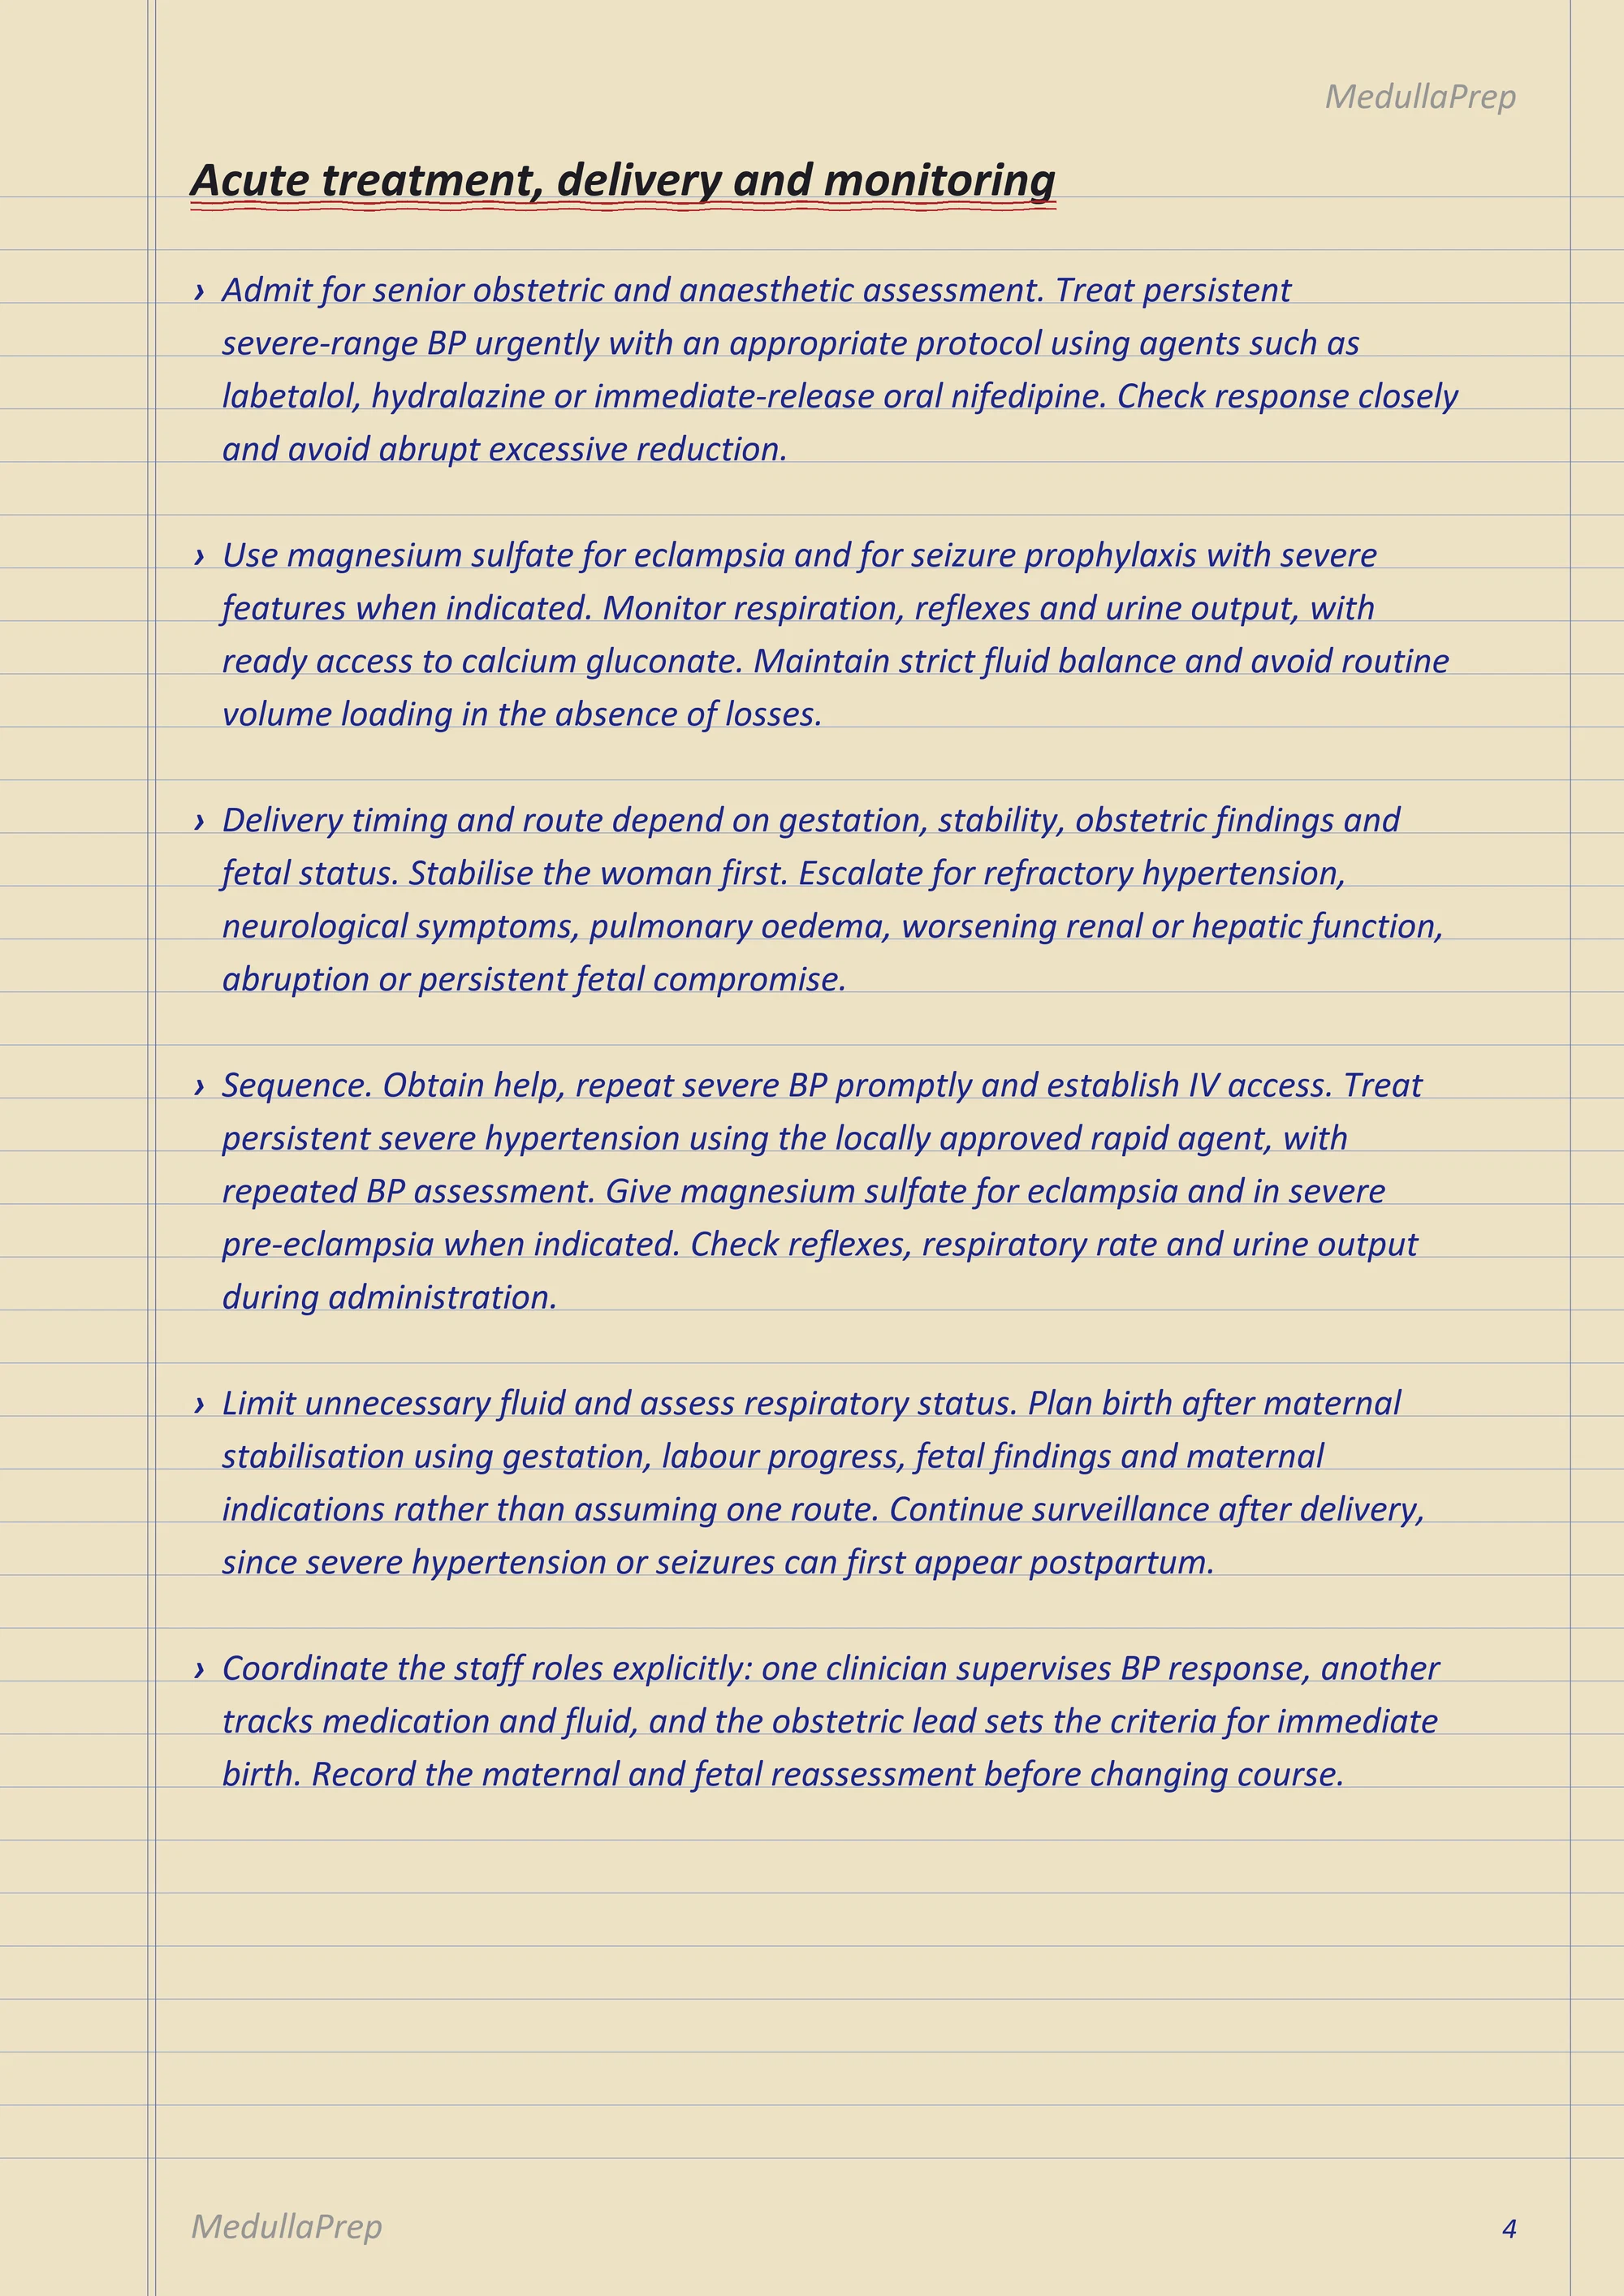 MedullaPrep
Acute treatment, delivery and monitoring
› Admit for senior obstetric and anaesthetic assessment. Treat persistent
severe-range BP urgently with an appropriate protocol using agents such as
labetalol, hydralazine or immediate-release oral nifedipine. Check response closely
and avoid abrupt excessive reduction.
› Use magnesium sulfate for eclampsia and for seizure prophylaxis with severe
features when indicated. Monitor respiration, reflexes and urine output, with
ready access to calcium gluconate. Maintain strict fluid balance and avoid routine
volume loading in the absence of losses.
› Delivery timing and route depend on gestation, stability, obstetric findings and
fetal status. Stabilise the woman first. Escalate for refractory hypertension,
neurological symptoms, pulmonary oedema, worsening renal or hepatic function,
abruption or persistent fetal compromise.
› Sequence. Obtain help, repeat severe BP promptly and establish IV access. Treat
persistent severe hypertension using the locally approved rapid agent, with
repeated BP assessment. Give magnesium sulfate for eclampsia and in severe
pre-eclampsia when indicated. Check reflexes, respiratory rate and urine output
during administration.
› Limit unnecessary fluid and assess respiratory status. Plan birth after maternal
stabilisation using gestation, labour progress, fetal findings and maternal
indications rather than assuming one route. Continue surveillance after delivery,
since severe hypertension or seizures can first appear postpartum.
› Coordinate the staff roles explicitly: one clinician supervises BP response, another
tracks medication and fluid, and the obstetric lead sets the criteria for immediate
birth. Record the maternal and fetal reassessment before changing course.
MedullaPrep
4